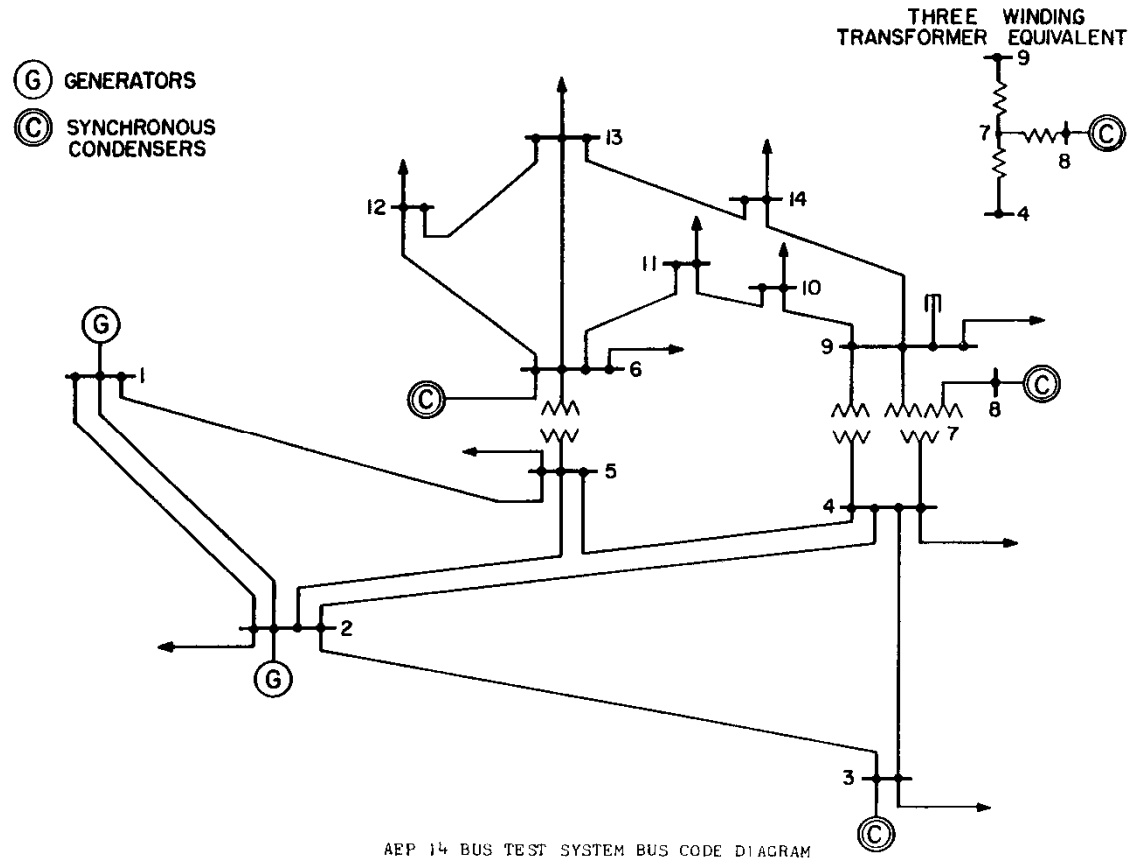 THREE WINDING
TRANSFORMER EQUIVALENT
9
7
C
8
4
G GENERATORS
C SYNCHRONOUS
CONDENSERS
13
12
14
11
10
G
1
9
6
C
8
C
7
5
4
2
G
3
C
AEP 14 BUS TEST SYSTEM BUS CODE DIAGRAM